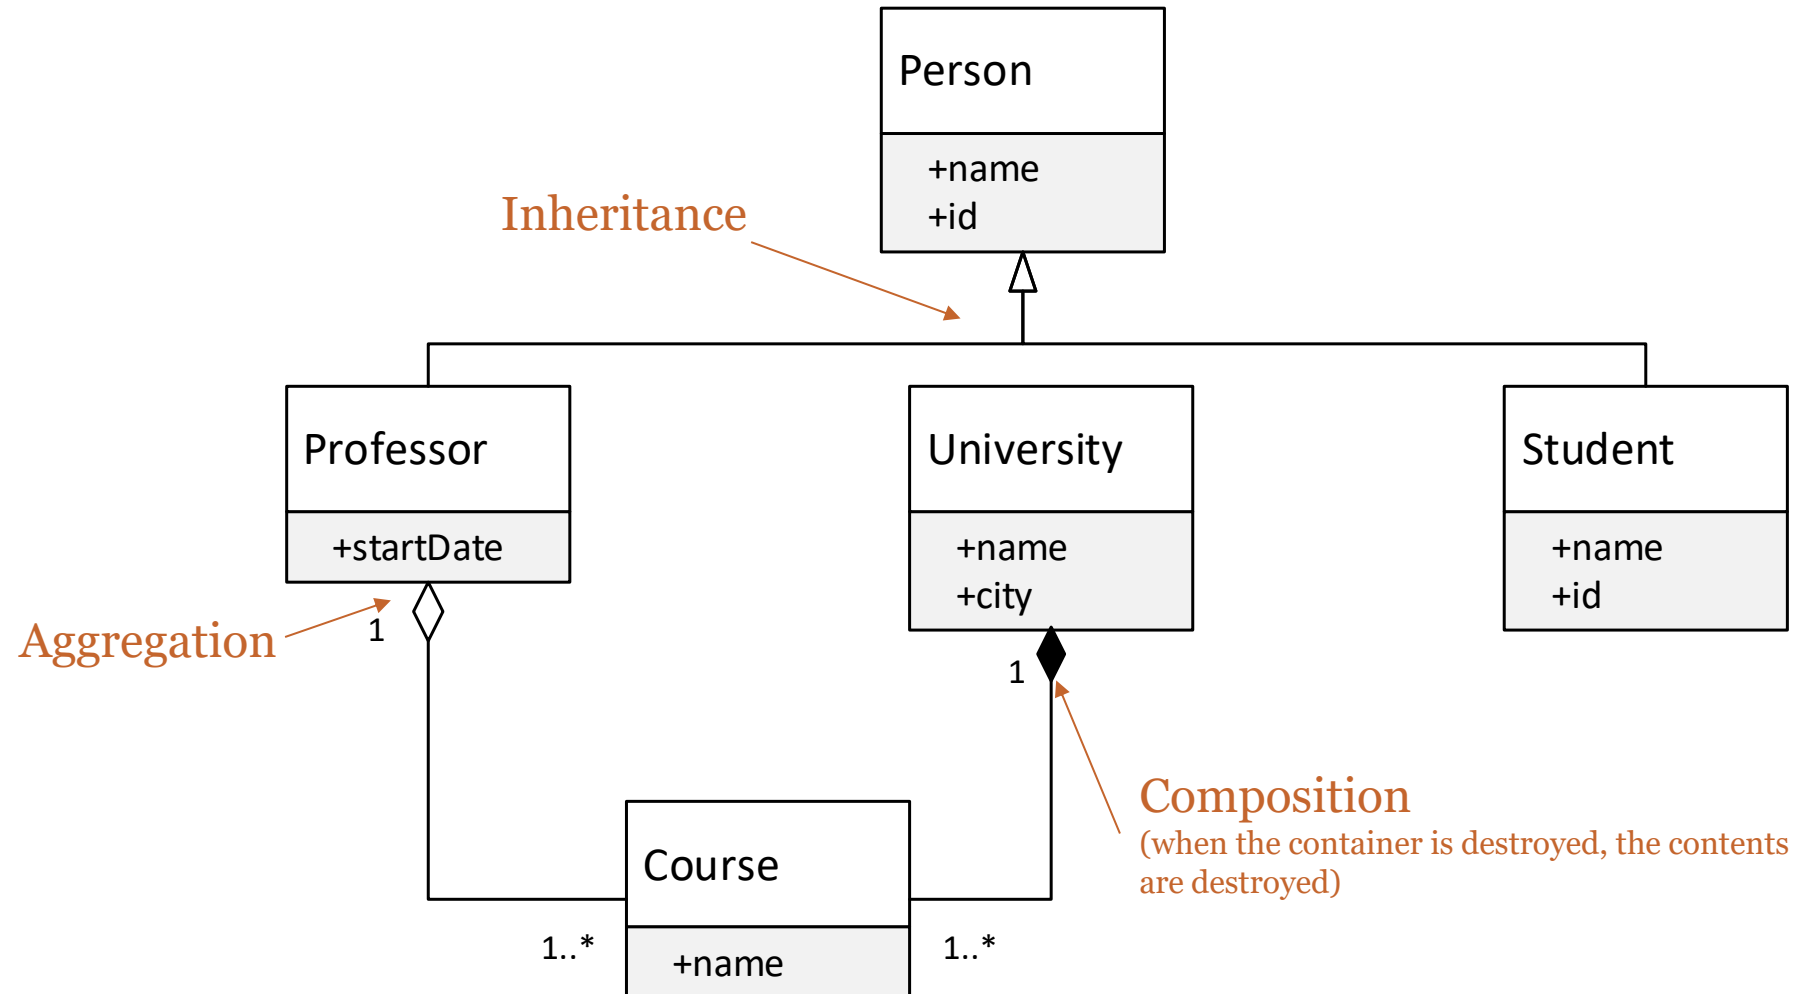 Person
+name
+id
Inheritance
Professor
+startDate
University
+name
+city
Student
+name
+id
Aggregation
1
1
Composition
(when the container is destroyed, the contents
are destroyed)
Course
+name
1..*
1..*